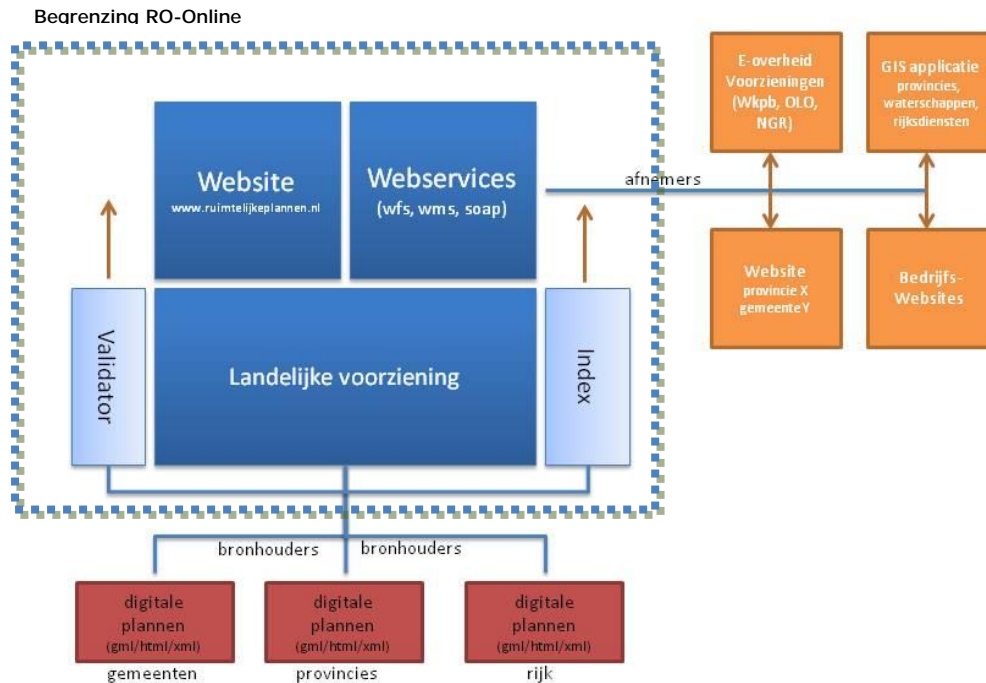 Begrenzing RO-Online
E-overheid
Voorzieningen
(Wkpb, OLO,
NGR)
GIS applicatie
provincies,
waterschappen,
rijksdiensten
Website
www.ruimtelijkeplannen.nl
Webservices
(wfs, wms, soap)
afnemers
Website
provincie X
gemeente Y
Bedrijfs-
Websites
Validator
Landelijke voorziening
Index
bronhouders
bronhouders
digitale
plannen
(gml/html/xml)
gemeenten
digitale
plannen
(gml/html/xml)
provincies
digitale
plannen
(gml/html/xml)
rijk